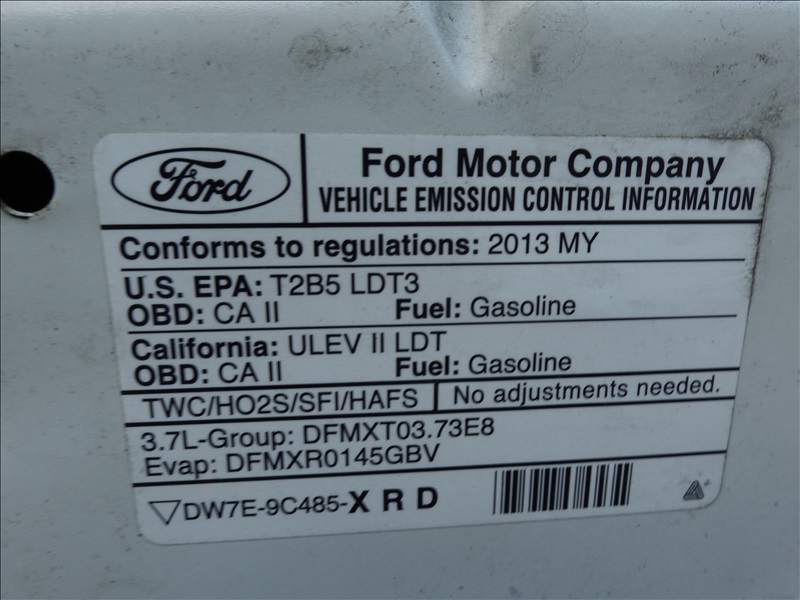 Ford
Ford Motor Company
VEHICLE EMISSION CONTROL INFORMATION
Conforms to regulations: 2013 MY
U.S. EPA: T2B5 LDT3
OBD: CA II Fuel: Gasoline
California: ULEV II LDT
OBD: CA II Fuel: Gasoline
TWC/HO2S/SFI/HAFS No adjustments needed.
3.7L-Group: DFMXT03.73E8
Evap: DFMXR0145GBV
DW7E-9C485-X R D